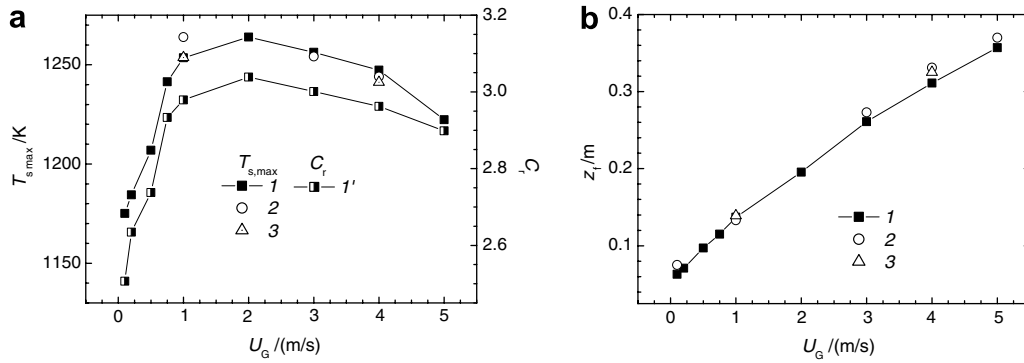 a
b
T_s max /K
1250
1200
1150
3.2
3.0
2.8
2.6
C_r
T_s,max C_r
1 1'
2
3
0 1 2 3 4 5
U_G /(m/s)
z_f /m
0.4
0.3
0.2
0.1
1
2
3
0 1 2 3 4 5
U_G /(m/s)